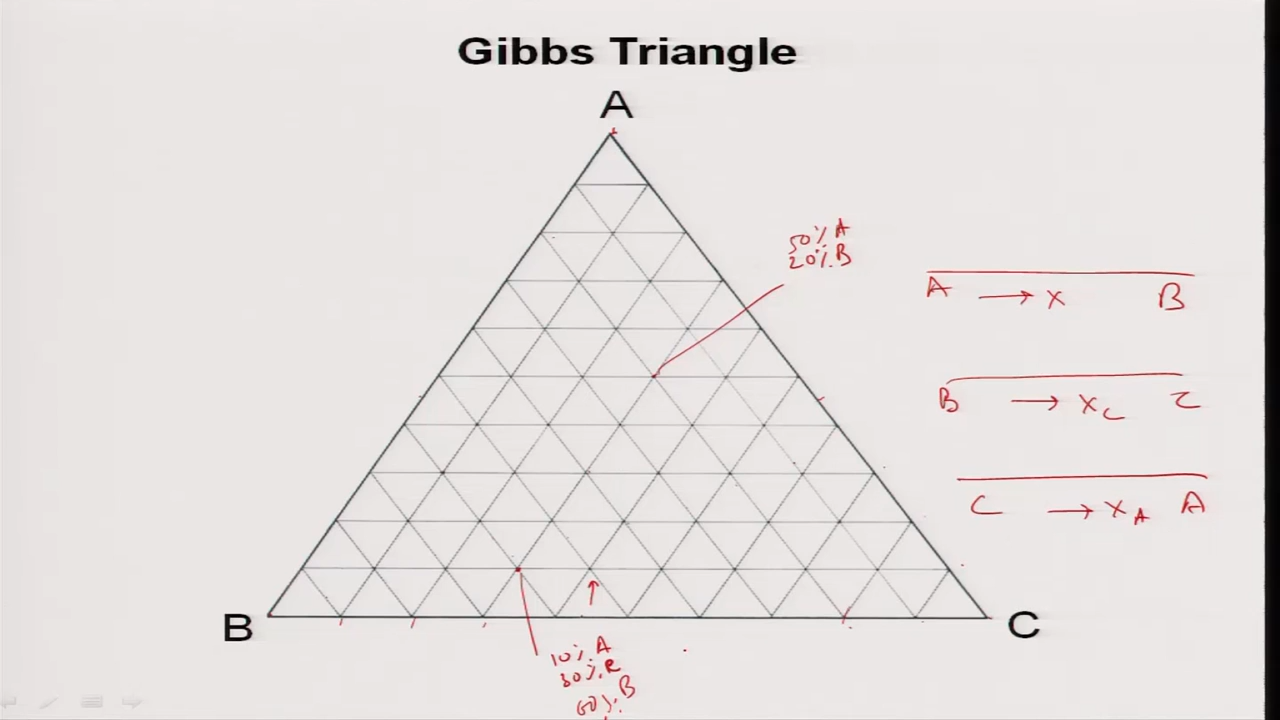 Gibbs Triangle
A
50% A
20% B
A → x B
B → x_C C
C → x_A A
B
C
10% A
30% C
60% B